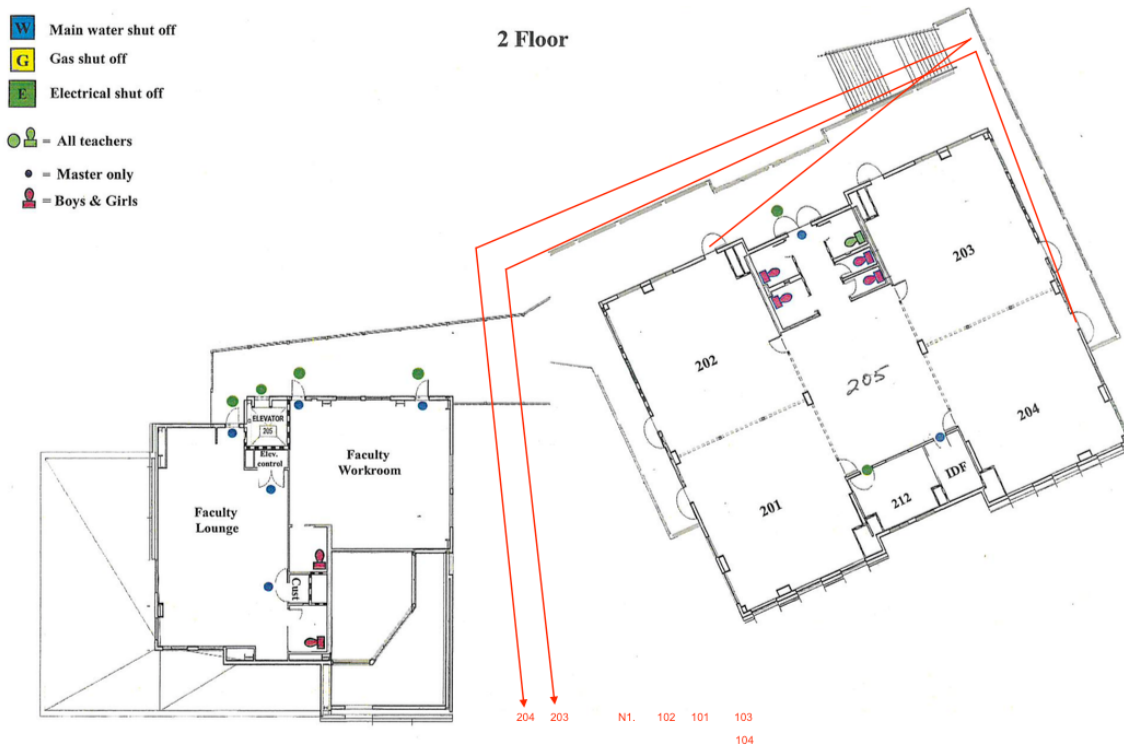 2 Floor
W Main water shut off
G Gas shut off
E Electrical shut off
= All teachers
= Master only
= Boys & Girls
203
202
205
204
ELEVATOR
205
Elev.
control
Faculty
Workroom
IDF
212
201
Faculty
Lounge
Cust
204 203 N1. 102 101 103
104